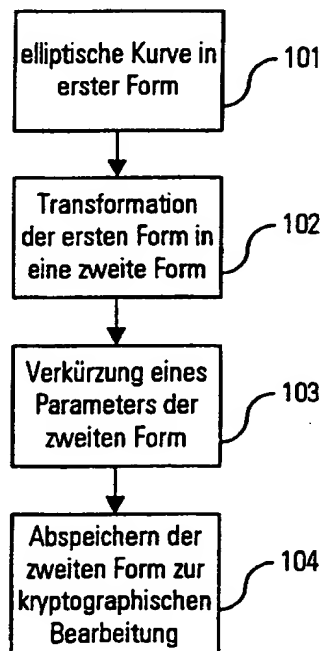 elliptische Kurve in
erster Form
101
Transformation
der ersten Form in
eine zweite Form
102
Verkürzung eines
Parameters der
zweiten Form
103
Abspeichern der
zweiten Form zur
kryptographischen
Bearbeitung
104